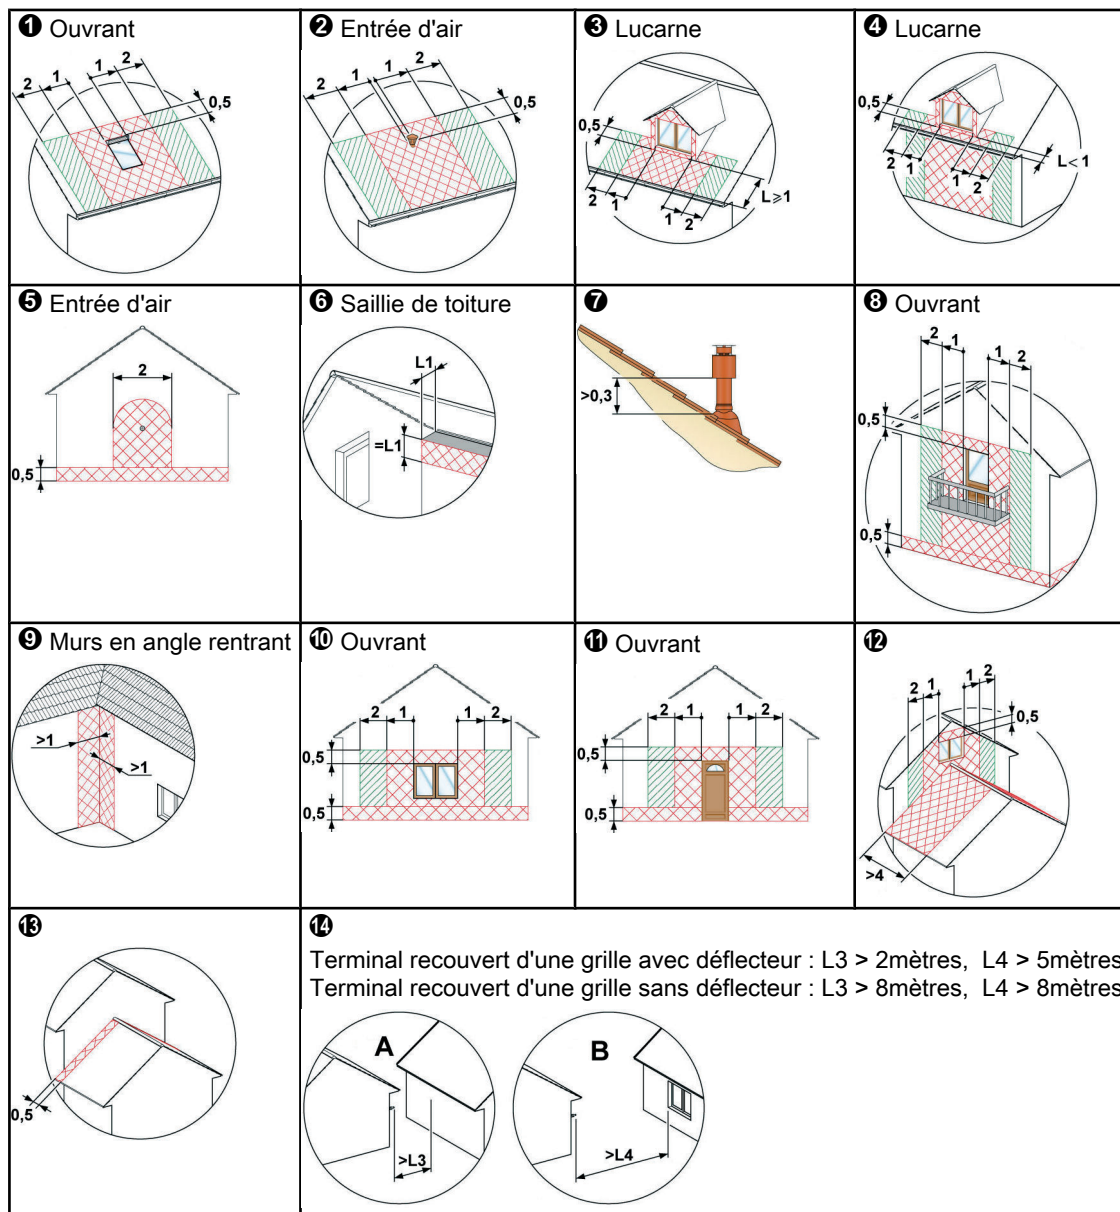 ❶ Ouvrant
2 1 1 2
0,5
❷ Entrée d'air
2 1 1 2
0,5
❸ Lucarne
0,5
2 1 1 2
L⩾1
❹ Lucarne
0,5
2 1 1 2
L<1
❺ Entrée d'air
2
0,5
❻ Saillie de toiture
L1
=L1
❼
>0,3
❽ Ouvrant
2 1 1 2
0,5
0,5
❾ Murs en angle rentrant
>1
>1
❿ Ouvrant
2 1 1 2
0,5
0,5
⓫ Ouvrant
2 1 1 2
0,5
0,5
⓬
2 1 1 2
0,5
>4
⓭
0,5
⓮
Terminal recouvert d'une grille avec déflecteur : L3 > 2mètres, L4 > 5mètres
Terminal recouvert d'une grille sans déflecteur : L3 > 8mètres, L4 > 8mètres
A
>L3
B
>L4